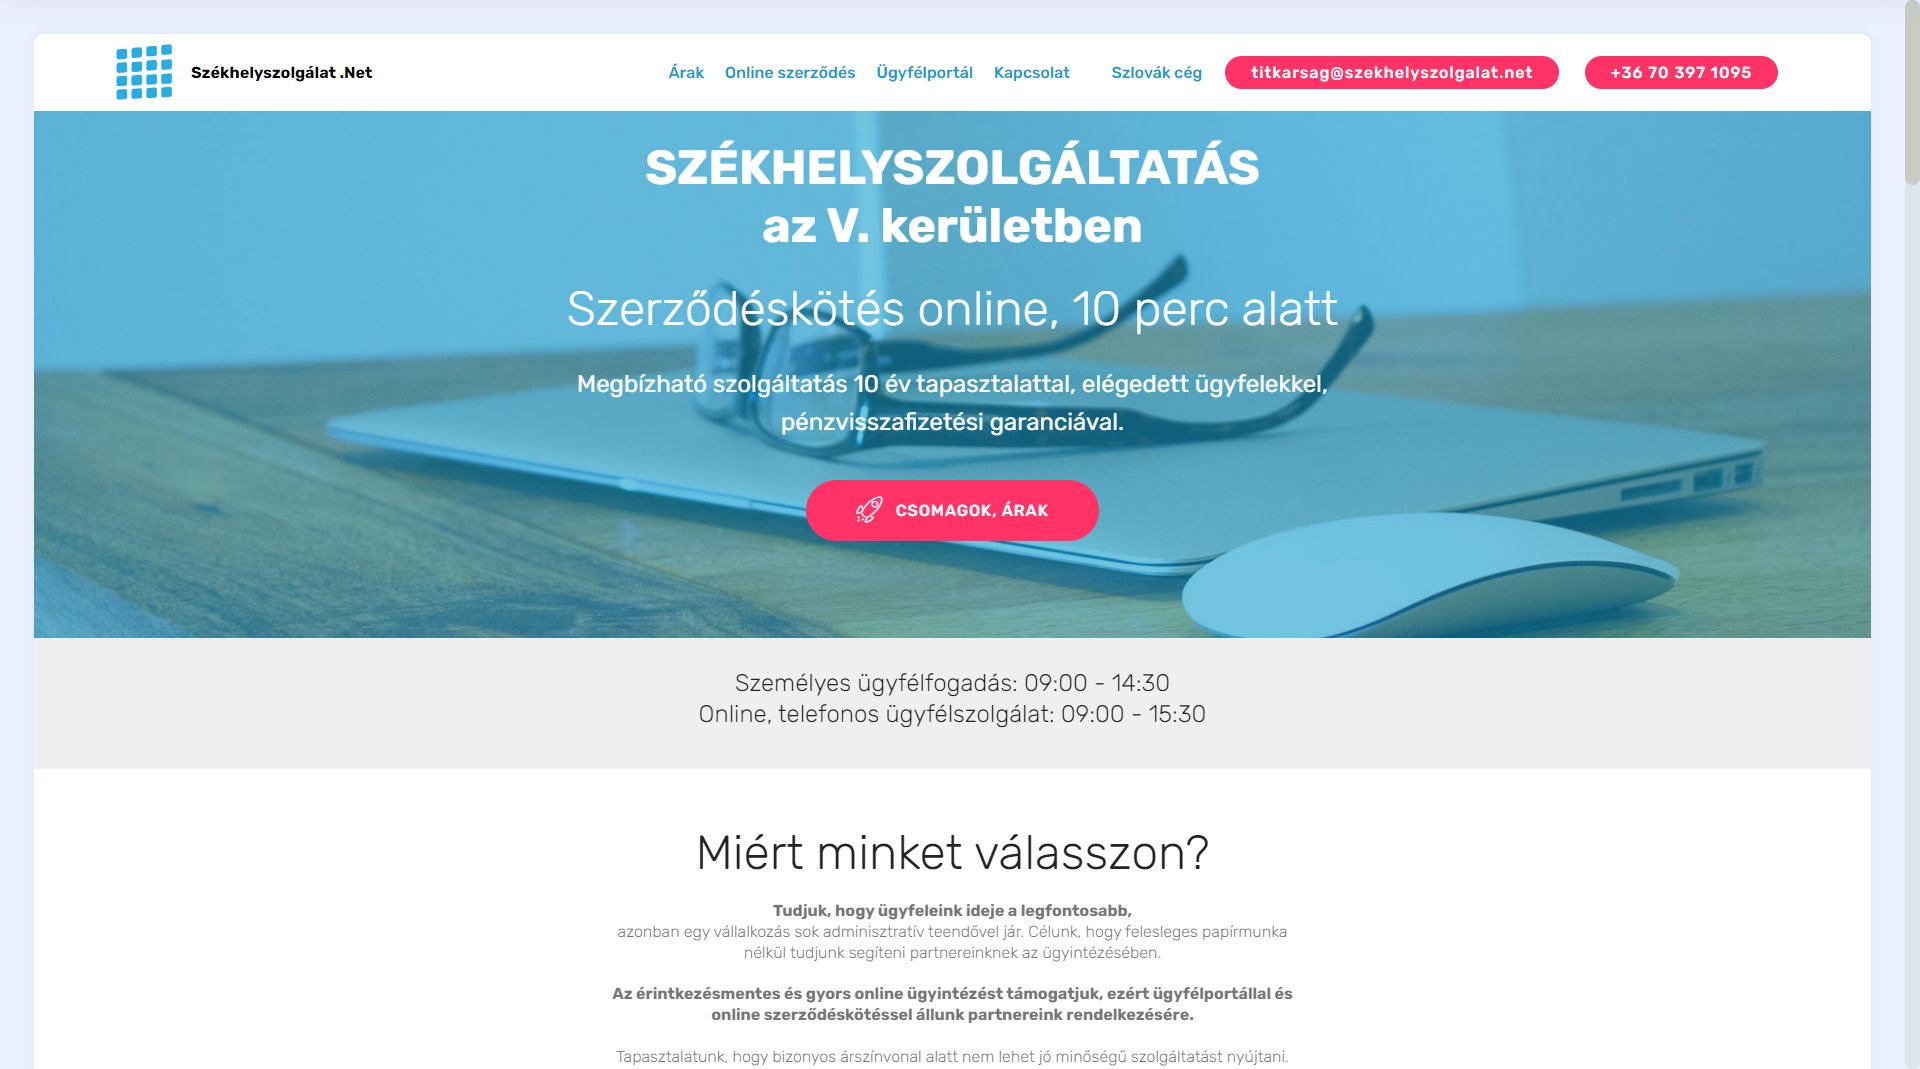 Székhelyszolgálat .Net
Árak
Online szerződés
Ügyfélportál
Kapcsolat
Szlovák cég
titkarsag@szekhelyszolgalat.net
+36 70 397 1095
SZÉKHELYSZOLGÁLTATÁS
az V. kerületben
Szerződéskötés online, 10 perc alatt
Megbízható szolgáltatás 10 év tapasztalattal, elégedett ügyfelekkel,
pénzvisszafizetési garanciával.
CSOMAGOK, ÁRAK
Személyes ügyfélfogadás: 09:00 - 14:30
Online, telefonos ügyfélszolgálat: 09:00 - 15:30
Miért minket válasszon?
Tudjuk, hogy ügyfeleink ideje a legfontosabb,
azonban egy vállalkozás sok adminisztratív teendővel jár. Célunk, hogy felesleges papírmunka
nélkül tudjunk segíteni partnereinknek az ügyintézésében.
Az érintkezésmentes és gyors online ügyintézést támogatjuk, ezért ügyfélportállal és
online szerződéskötéssel állunk partnereink rendelkezésére.
Tapasztalatunk, hogy bizonyos árszínvonal alatt nem lehet jó minőségű szolgáltatást nyújtani.